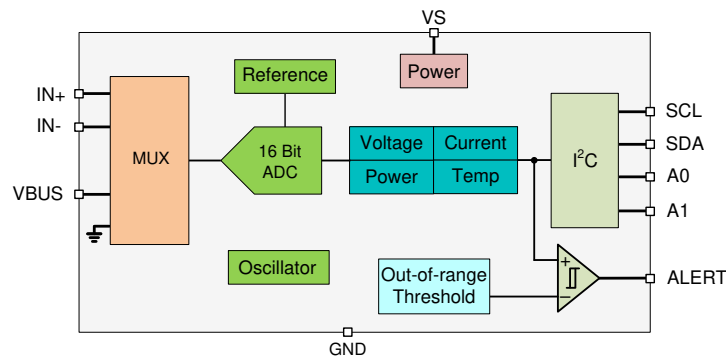 VS
Reference
Power
IN+
IN-
MUX
VBUS
16 Bit
ADC
Voltage
Current
Power
Temp
I²C
SCL
SDA
A0
A1
Oscillator
Out-of-range
Threshold
+
−
ALERT
GND